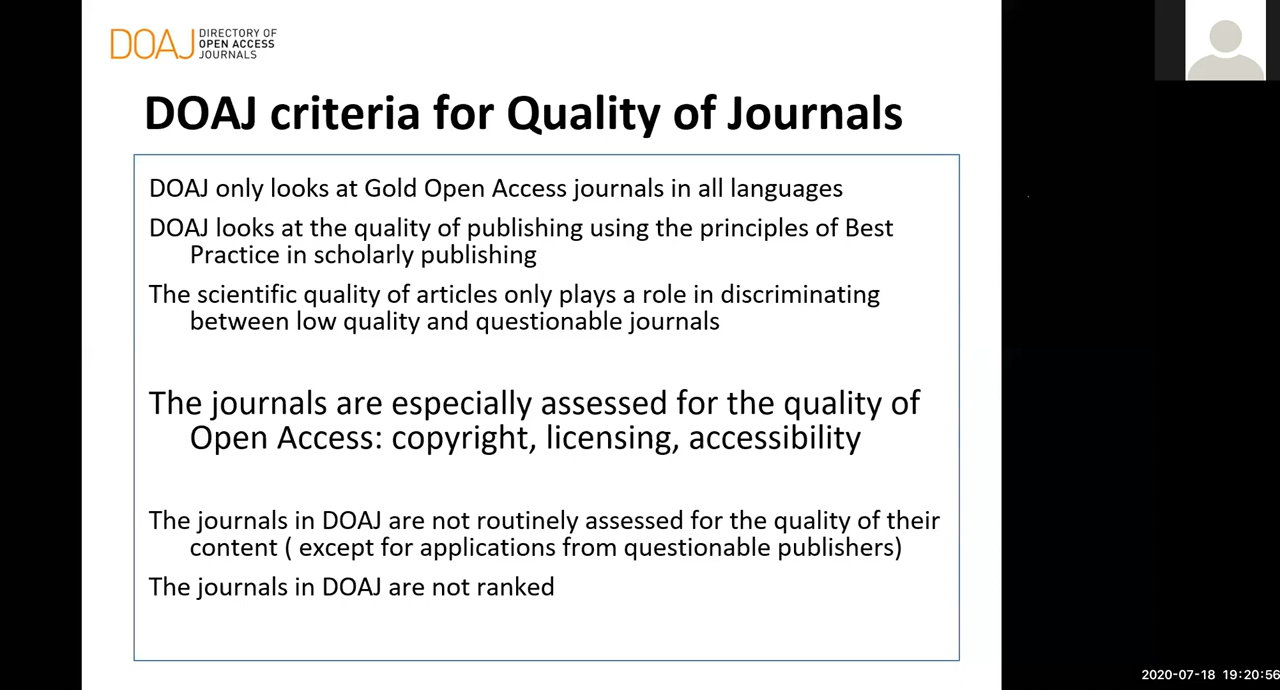 DOAJ
DIRECTORY OF
OPEN ACCESS
JOURNALS
DOAJ criteria for Quality of Journals
DOAJ only looks at Gold Open Access journals in all languages
DOAJ looks at the quality of publishing using the principles of Best
Practice in scholarly publishing
The scientific quality of articles only plays a role in discriminating
between low quality and questionable journals
The journals are especially assessed for the quality of
Open Access: copyright, licensing, accessibility
The journals in DOAJ are not routinely assessed for the quality of their
content ( except for applications from questionable publishers)
The journals in DOAJ are not ranked
2020-07-18 19:20:56